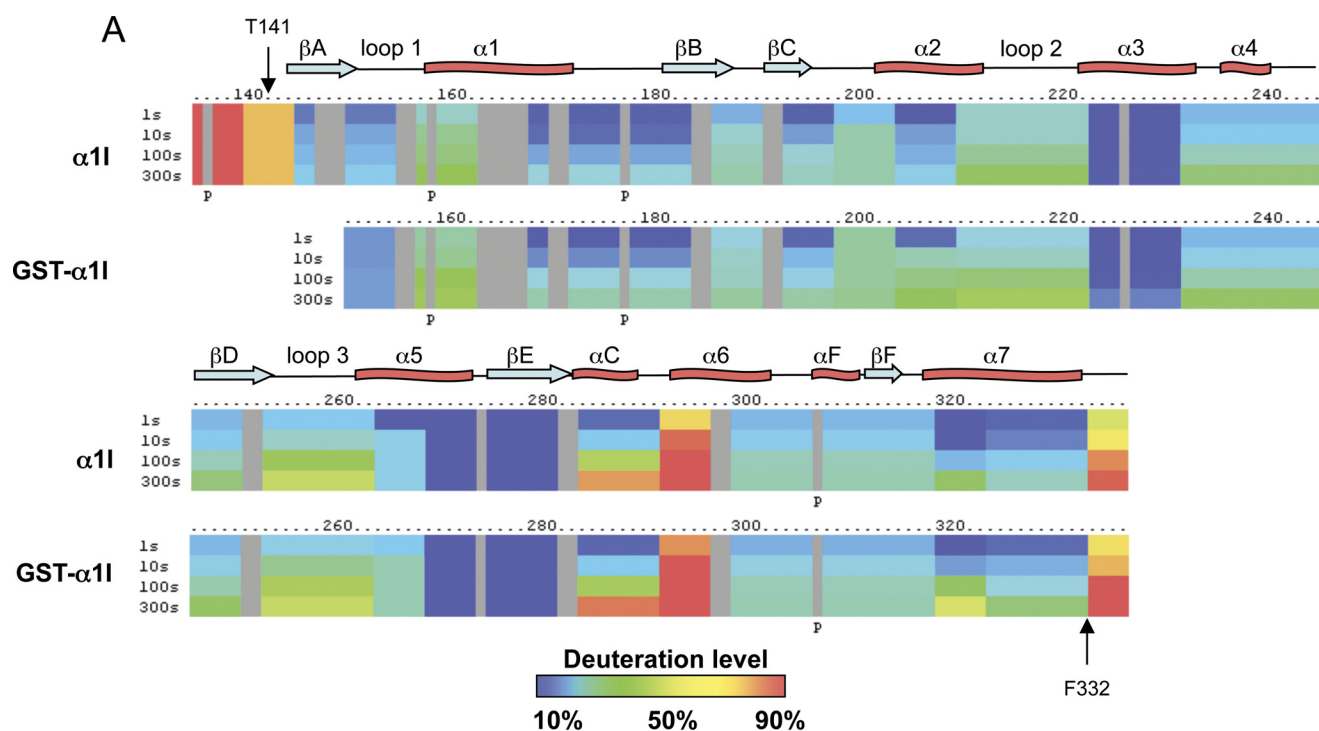 A
T141
βA loop 1 α1 βB βC α2 loop 2 α3 α4
140 160 180 200 220 240
α1I
1s
10s
100s
300s
P P P
160 180 200 220 240
GST-α1I
1s
10s
100s
300s
P P
βD loop 3 α5 βE αC α6 αF βF α7
260 280 300 320
α1I
1s
10s
100s
300s
P
260 280 300 320
GST-α1I
1s
10s
100s
300s
P
Deuteration level
10% 50% 90%
F332